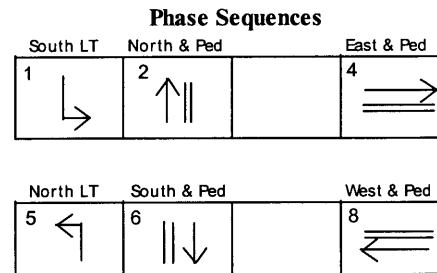 Phase Sequences
South LT North & Ped East & Ped
1 2 4
North LT South & Ped West & Ped
5 6 8